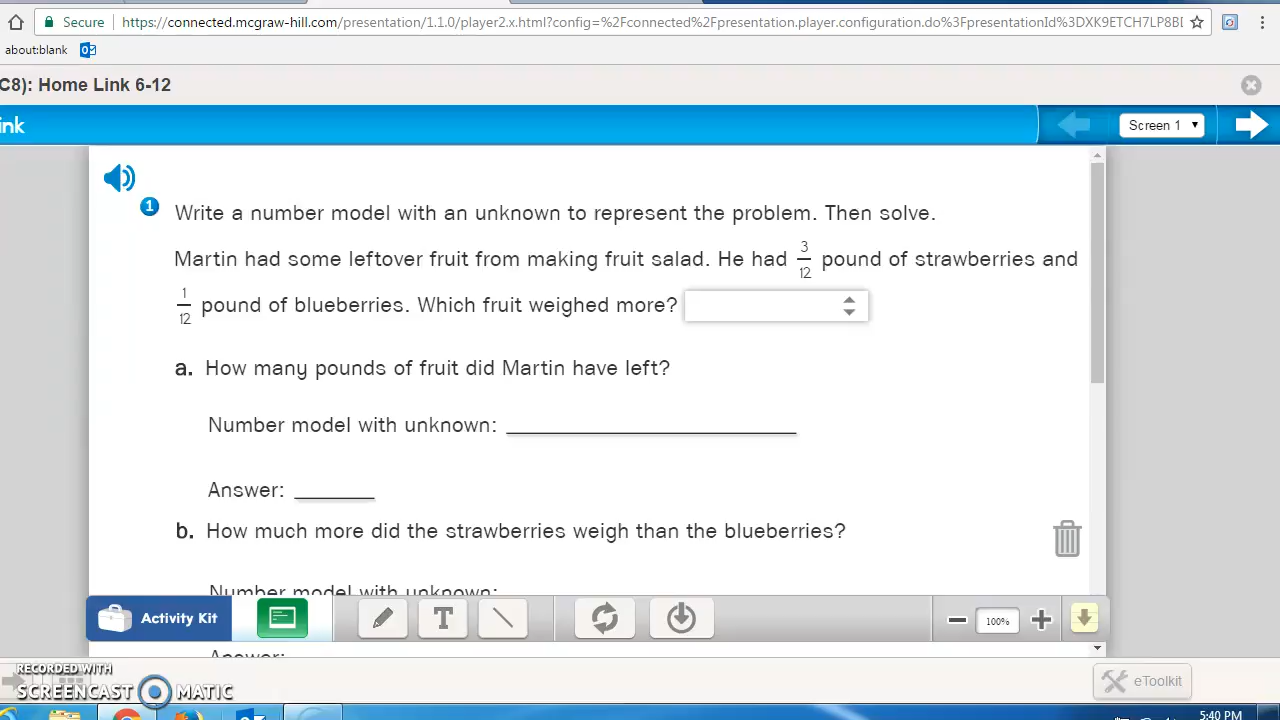 Secure https://connected.mcgraw-hill.com/presentation/1.1.0/player2.x.html?config=%2Fconnected%2Fpresentation.player.configuration.do%3FpresentationId%3DXK9ETCH7LP8BD
about:blank
C8): Home Link 6-12
ink
Screen 1
1 Write a number model with an unknown to represent the problem. Then solve.
Martin had some leftover fruit from making fruit salad. He had 3/12 pound of strawberries and
1/12 pound of blueberries. Which fruit weighed more?
a. How many pounds of fruit did Martin have left?
Number model with unknown:
Answer:
b. How much more did the strawberries weigh than the blueberries?
Number model with unknown:
Activity Kit
T
100%
Answer:
RECORDED WITH
SCREENCAST MATIC
eToolkit
5:40 PM